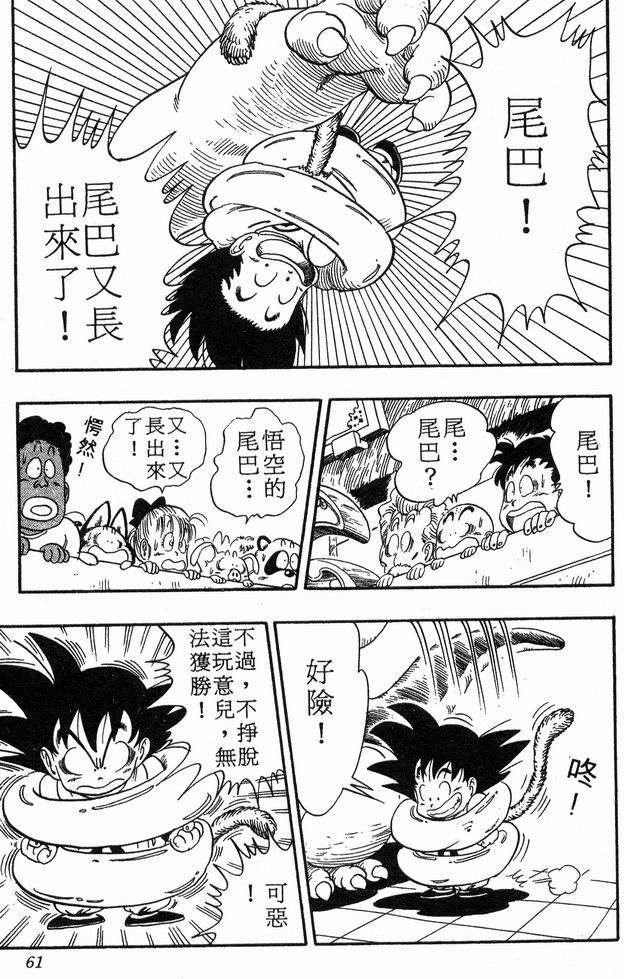 尾巴！
尾巴又長
出來了！
尾巴！
尾…
尾巴？
悟空的
尾巴…
又…又
長出來
了！
愕然！
好險！
咚！
不過，不掙脫
這玩意兒，無
法獲勝！
可惡
！
61